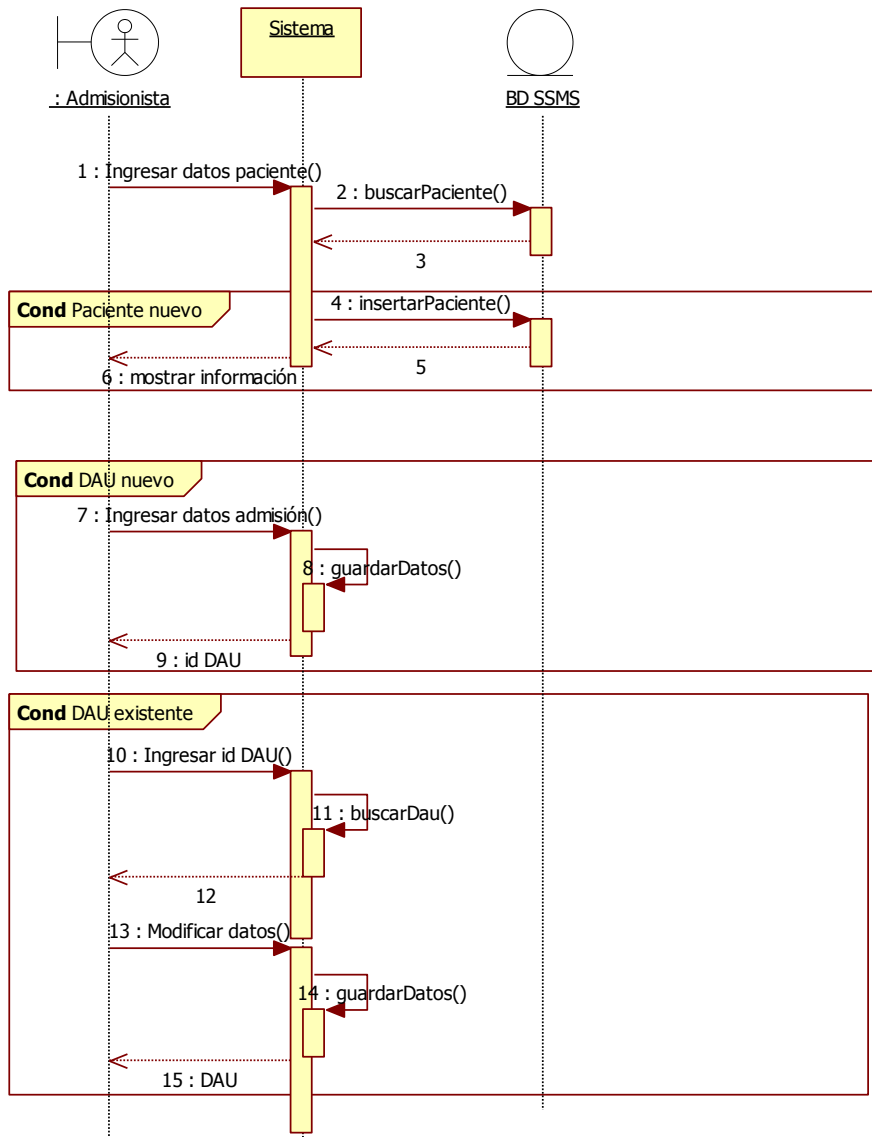 Sistema
: Admisionista
BD SSMS
1 : Ingresar datos paciente()
2 : buscarPaciente()
3
Cond Paciente nuevo
4 : insertarPaciente()
5
6 : mostrar información
Cond DAU nuevo
7 : Ingresar datos admisión()
8 : guardarDatos()
9 : id DAU
Cond DAU existente
10 : Ingresar id DAU()
11 : buscarDau()
12
13 : Modificar datos()
14 : guardarDatos()
15 : DAU